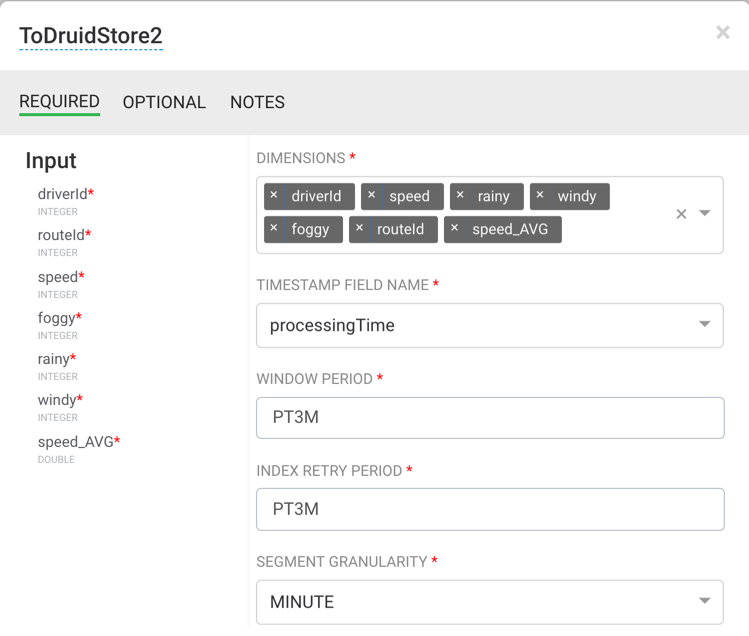 ToDruidStore2
×
REQUIRED OPTIONAL NOTES
Input
driverId*
INTEGER
routeId*
INTEGER
speed*
INTEGER
foggy*
INTEGER
rainy*
INTEGER
windy*
INTEGER
speed_AVG*
DOUBLE
DIMENSIONS *
× driverId × speed × rainy × windy
× foggy × routeId × speed_AVG
×
TIMESTAMP FIELD NAME *
processingTime
WINDOW PERIOD *
PT3M
INDEX RETRY PERIOD *
PT3M
SEGMENT GRANULARITY *
MINUTE